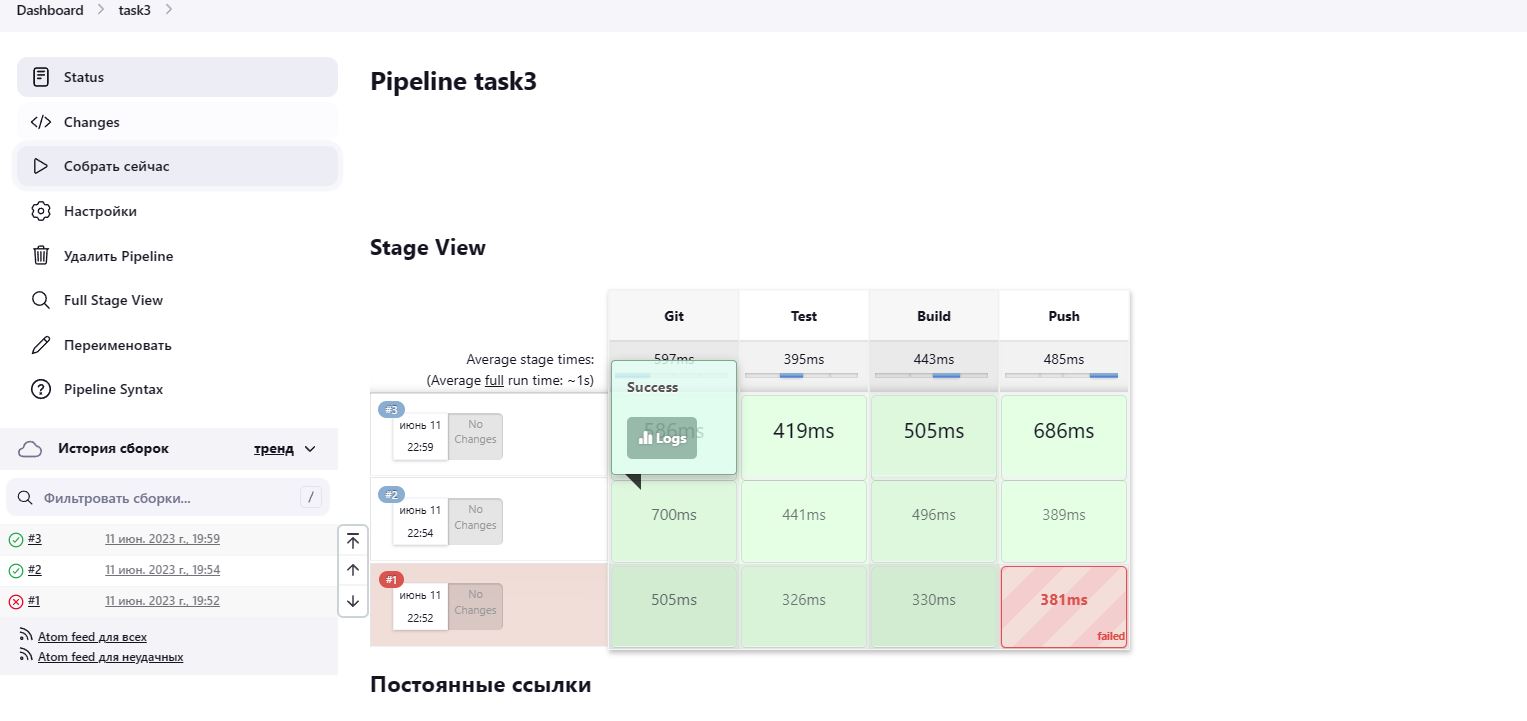 Dashboard
task3
Status
Changes
Собрать сейчас
Настройки
Удалить Pipeline
Full Stage View
Переименовать
Pipeline Syntax
История сборок
тренд
Фильтровать сборки...
/
#3 11 июн. 2023 г., 19:59
#2 11 июн. 2023 г., 19:54
#1 11 июн. 2023 г., 19:52
Atom feed для всех
Atom feed для неудачных
Pipeline task3
Stage View
Git Test Build Push
Average stage times:
(Average full run time: ~1s)
597ms 395ms 443ms 485ms
Success
Logs
#3
июнь 11
22:59
No
Changes
586ms 419ms 505ms 686ms
#2
июнь 11
22:54
No
Changes
700ms 441ms 496ms 389ms
#1
июнь 11
22:52
No
Changes
505ms 326ms 330ms 381ms
failed
Постоянные ссылки